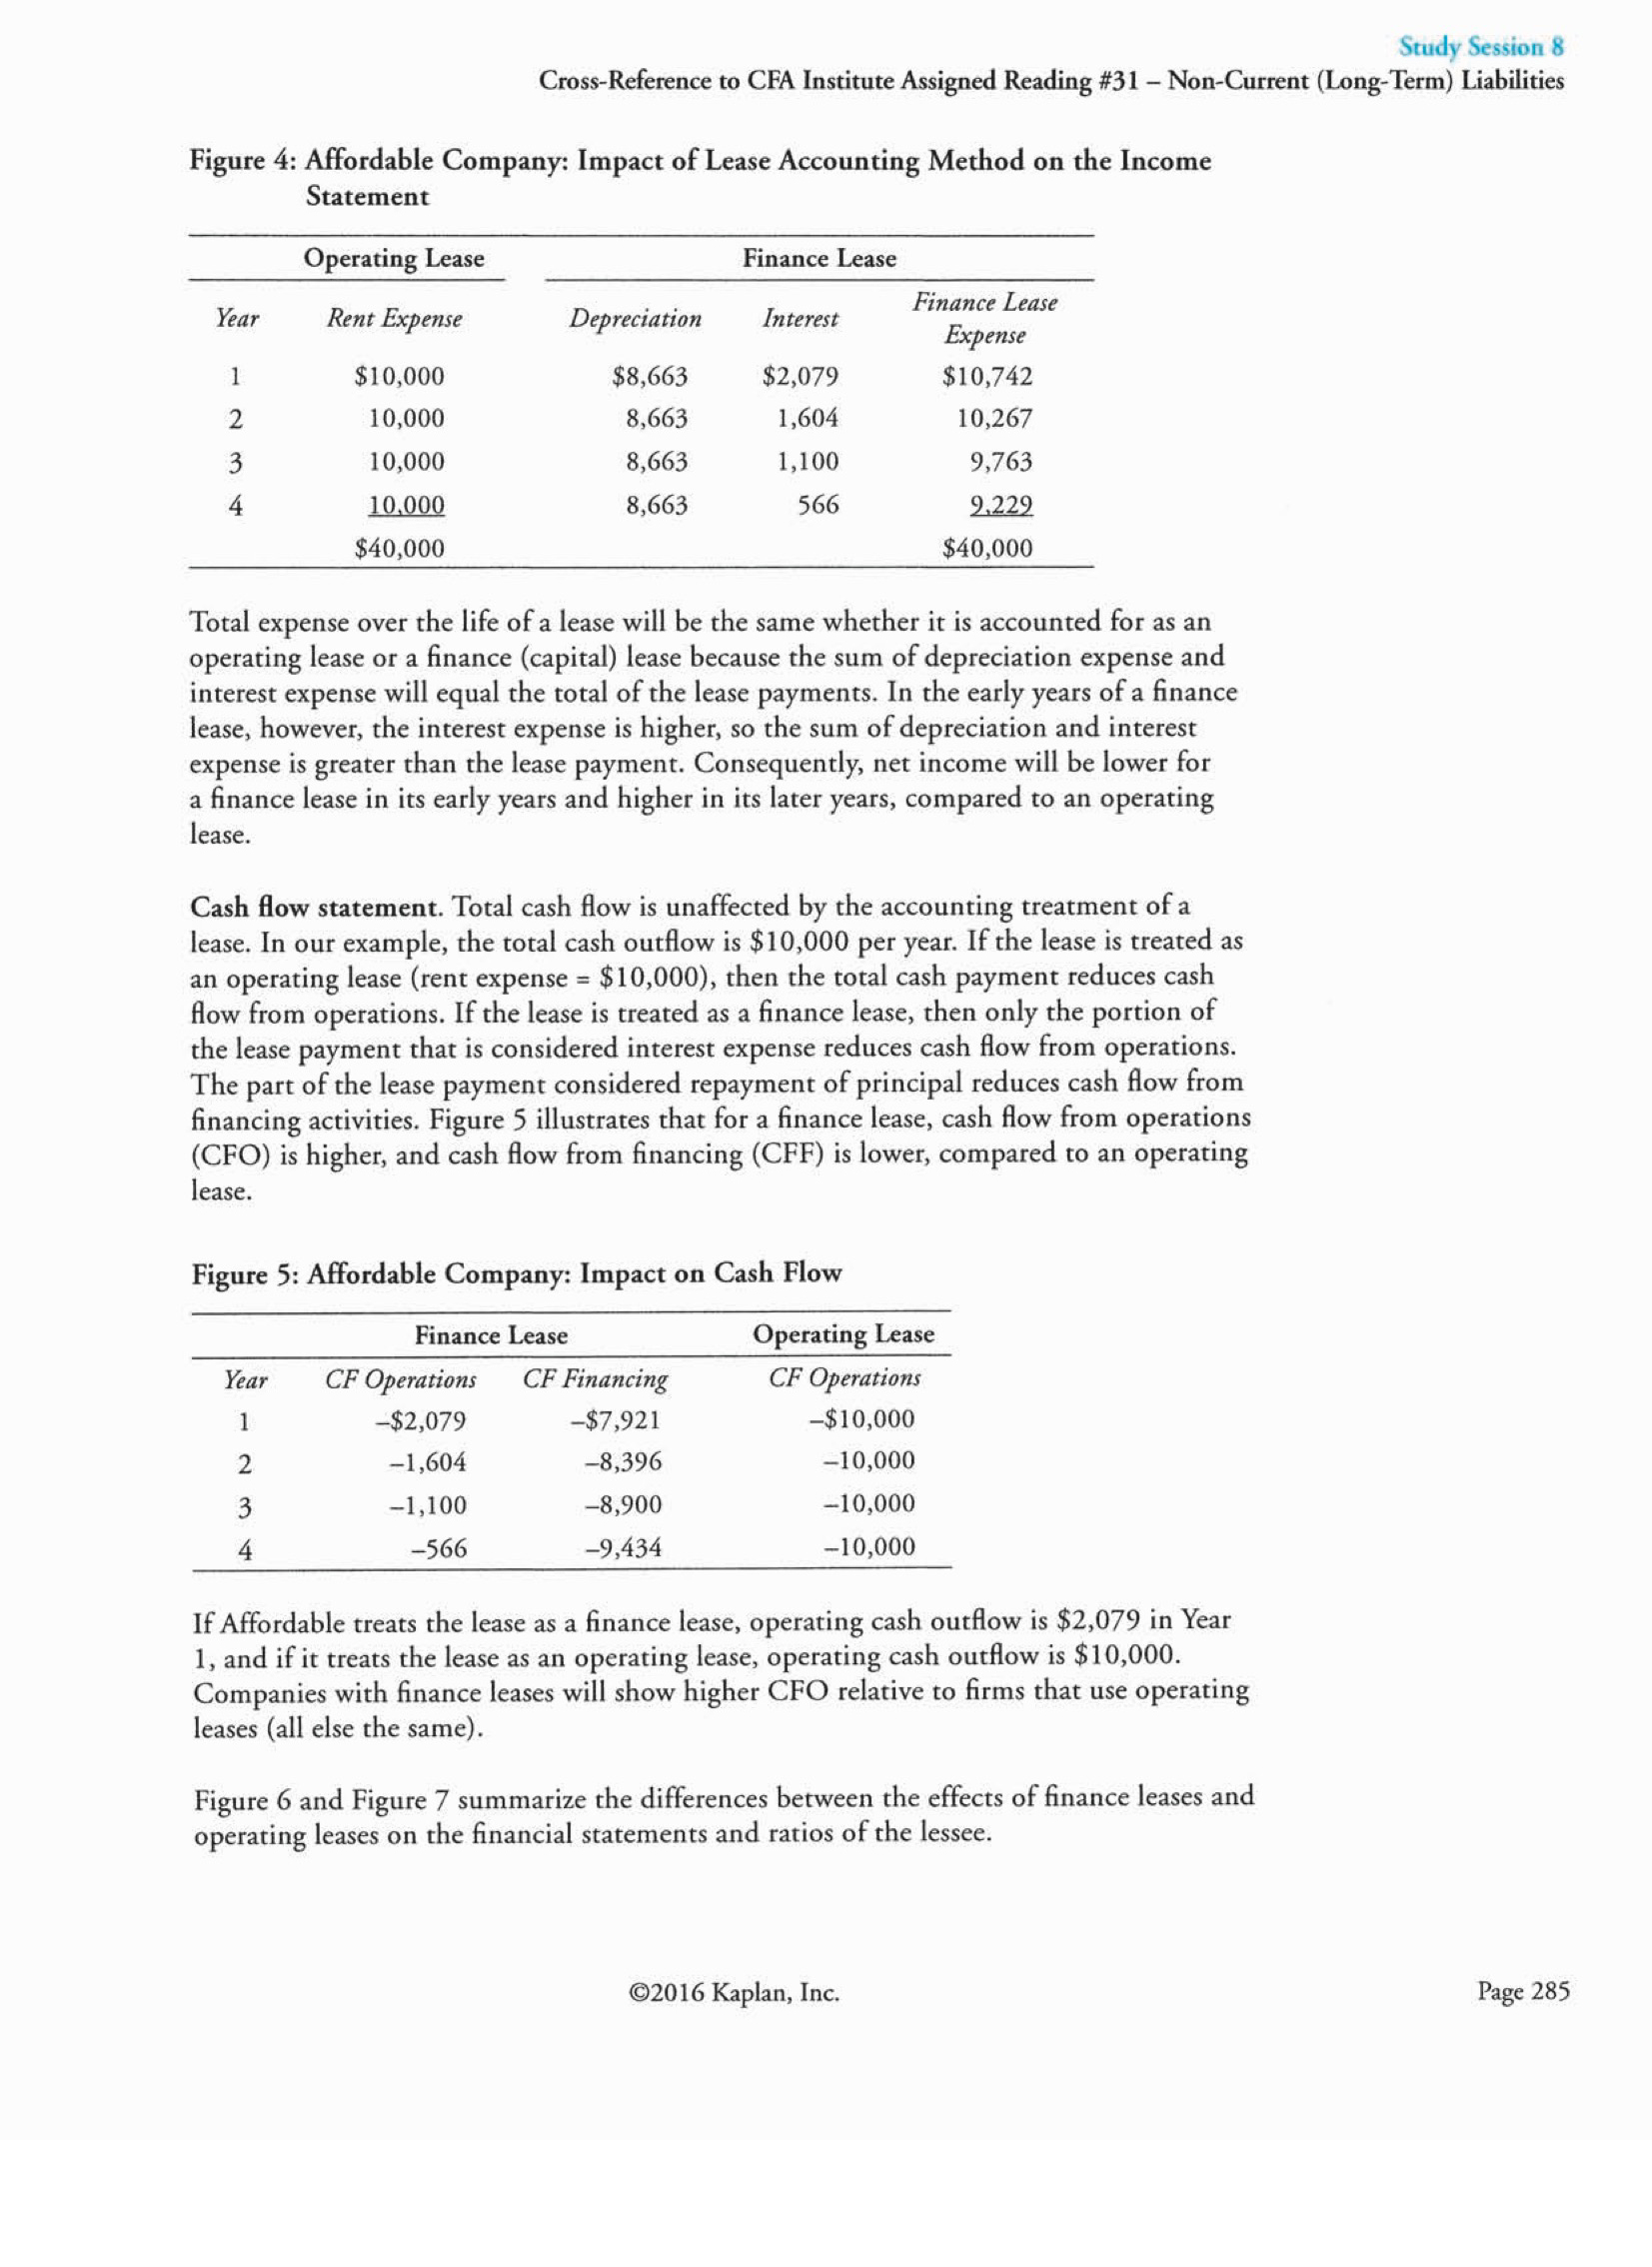 Study Session 8
Cross-Reference to CFA Institute Assigned Reading #31 – Non-Current (Long-Term) Liabilities
Figure 4: Affordable Company: Impact of Lease Accounting Method on the Income
Statement
Operating Lease Finance Lease
Year Rent Expense Depreciation Interest Finance Lease
Expense
1 $10,000 $8,663 $2,079 $10,742
2 10,000 8,663 1,604 10,267
3 10,000 8,663 1,100 9,763
4 10,000 8,663 566 9,229
$40,000 $40,000
Total expense over the life of a lease will be the same whether it is accounted for as an
operating lease or a finance (capital) lease because the sum of depreciation expense and
interest expense will equal the total of the lease payments. In the early years of a finance
lease, however, the interest expense is higher, so the sum of depreciation and interest
expense is greater than the lease payment. Consequently, net income will be lower for
a finance lease in its early years and higher in its later years, compared to an operating
lease.
Cash flow statement. Total cash flow is unaffected by the accounting treatment of a
lease. In our example, the total cash outflow is $10,000 per year. If the lease is treated as
an operating lease (rent expense = $10,000), then the total cash payment reduces cash
flow from operations. If the lease is treated as a finance lease, then only the portion of
the lease payment that is considered interest expense reduces cash flow from operations.
The part of the lease payment considered repayment of principal reduces cash flow from
financing activities. Figure 5 illustrates that for a finance lease, cash flow from operations
(CFO) is higher, and cash flow from financing (CFF) is lower, compared to an operating
lease.
Figure 5: Affordable Company: Impact on Cash Flow
Finance Lease Operating Lease
Year CF Operations CF Financing CF Operations
1 –$2,079 –$7,921 –$10,000
2 –1,604 –8,396 –10,000
3 –1,100 –8,900 –10,000
4 –566 –9,434 –10,000
If Affordable treats the lease as a finance lease, operating cash outflow is $2,079 in Year
1, and if it treats the lease as an operating lease, operating cash outflow is $10,000.
Companies with finance leases will show higher CFO relative to firms that use operating
leases (all else the same).
Figure 6 and Figure 7 summarize the differences between the effects of finance leases and
operating leases on the financial statements and ratios of the lessee.
©2016 Kaplan, Inc. Page 285